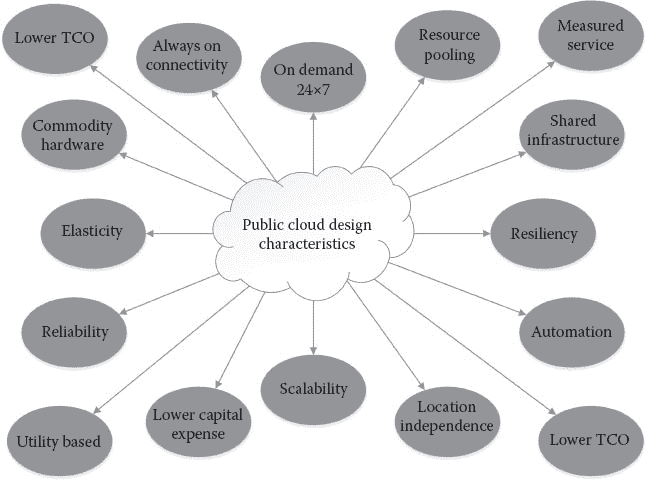 Lower TCO
Always on
connectivity
On demand
24×7
Resource
pooling
Measured
service
Commodity
hardware
Shared
infrastructure
Elasticity
Public cloud design
characteristics
Resiliency
Reliability
Automation
Utility based
Lower capital
expense
Scalability
Location
independence
Lower TCO